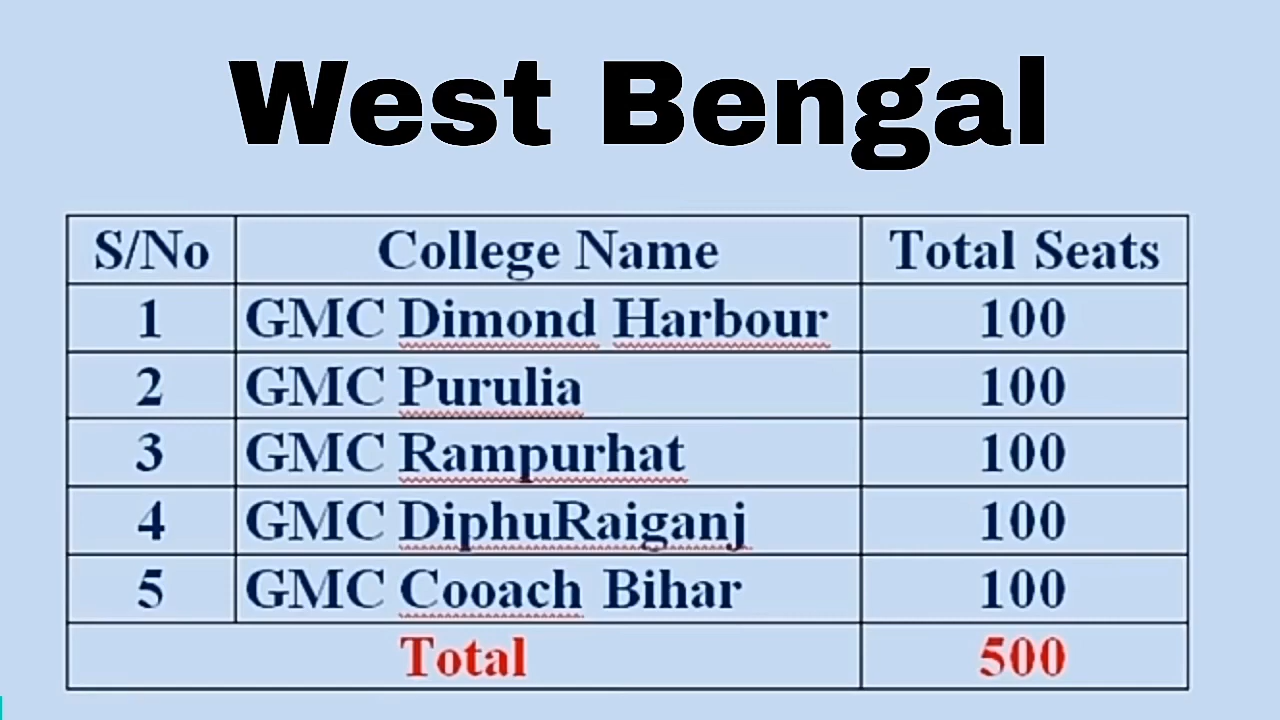 West Bengal
S/No College Name Total Seats
1 GMC Dimond Harbour 100
2 GMC Purulia 100
3 GMC Rampurhat 100
4 GMC DiphuRaiganj 100
5 GMC Cooach Bihar 100
Total 500